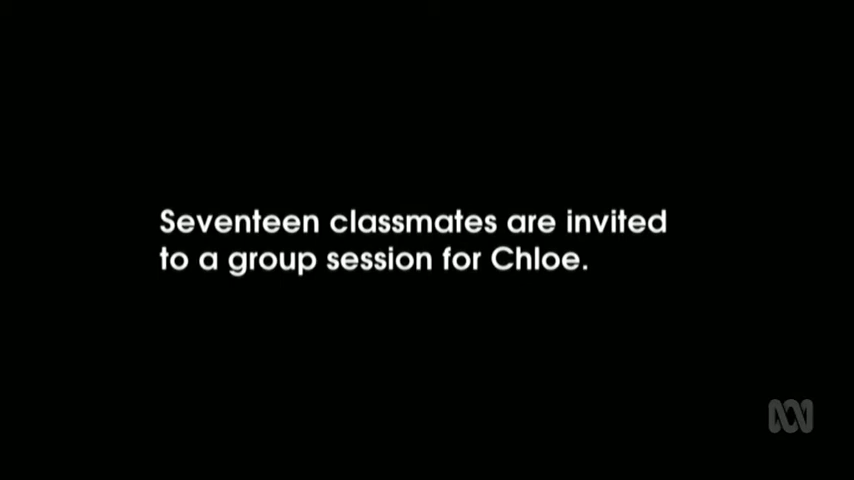 Seventeen classmates are invited
to a group session for Chloe.